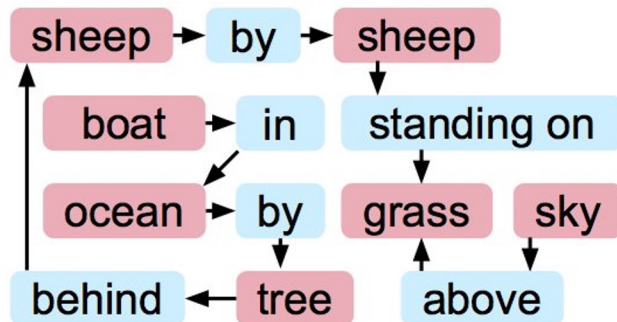 sheep by sheep
boat in standing on
ocean by grass sky
behind tree above